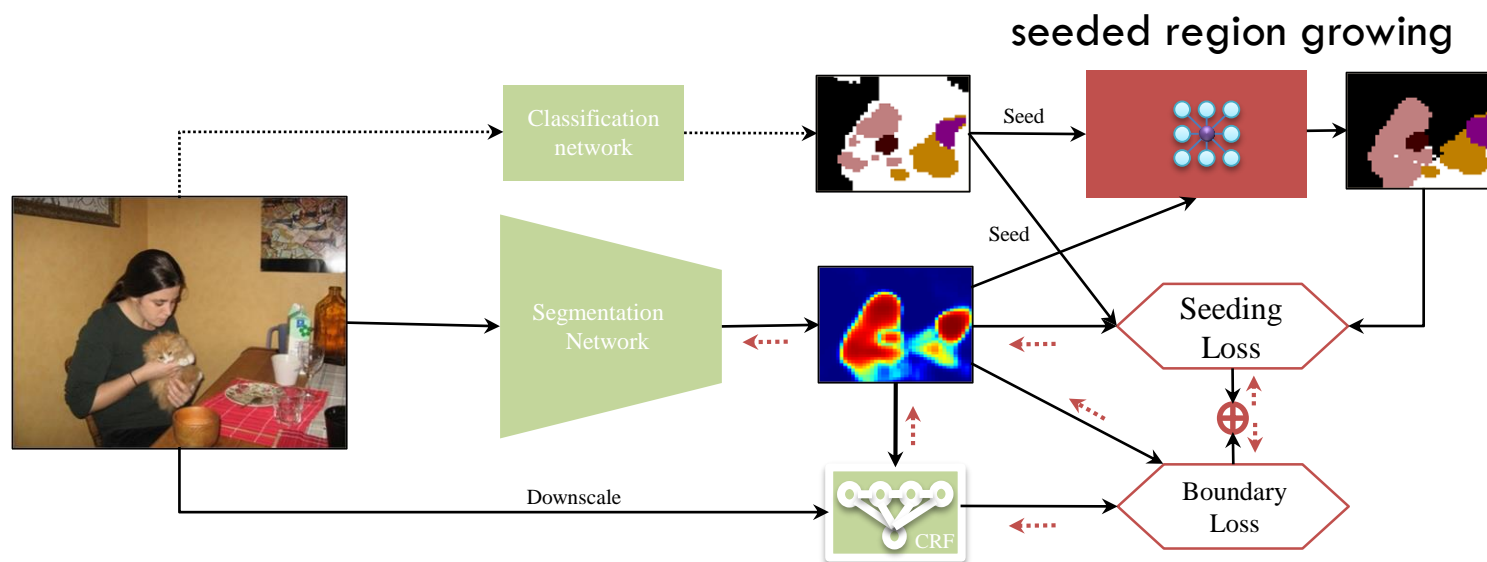 seeded region growing
Classification
network
Seed
Seed
Segmentation
Network
Seeding
Loss
Downscale
CRF
Boundary
Loss